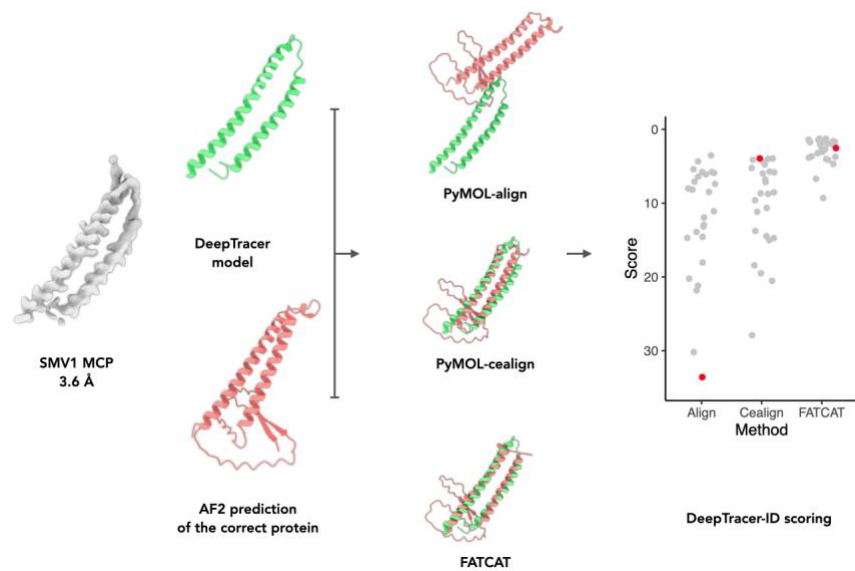 SMV1 MCP
3.6 Å
DeepTracer
model
AF2 prediction
of the correct protein
PyMOL-align
PyMOL-cealign
FATCAT
0
10
20
30
Score
Align
Cealign
FATCAT
Method
DeepTracer-ID scoring